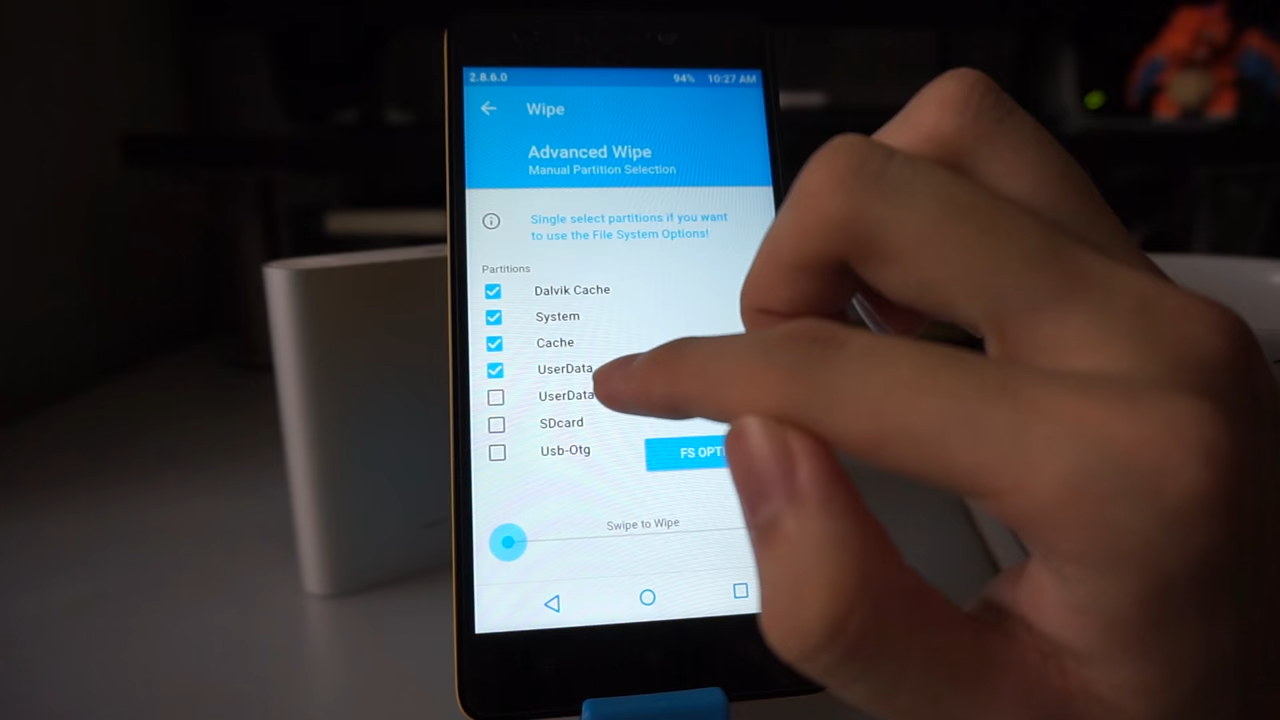 2.8.6.0 94% 10:27 AM
Wipe
Advanced Wipe
Manual Partition Selection
Single select partitions if you want
to use the File System Options!
Partitions
Dalvik Cache
System
Cache
UserData
UserData
SDcard
Usb-Otg
FS OPT
Swipe to Wipe